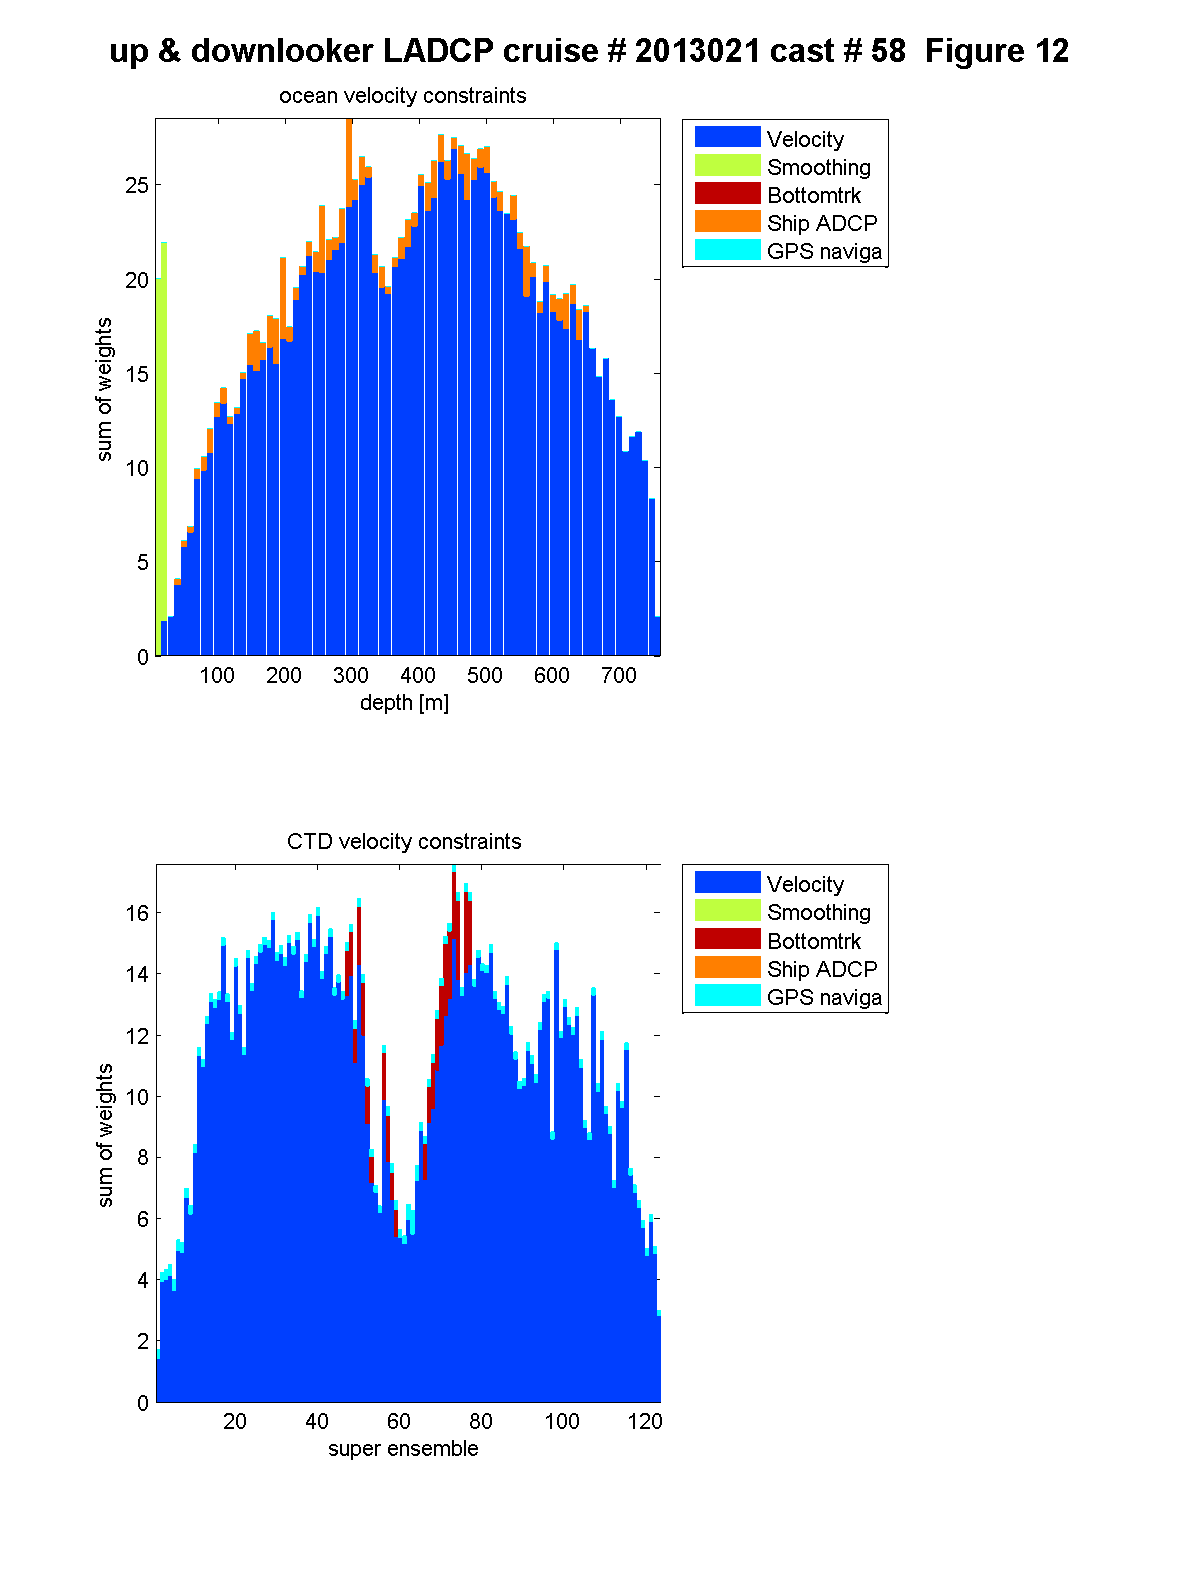 up & downlooker LADCP cruise # 2013021 cast # 58  Figure 12
ocean velocity constraints
25
20
15
10
5
0
sum of weights
100 200 300 400 500 600 700
depth [m]
Velocity
Smoothing
Bottomtrk
Ship ADCP
GPS naviga
CTD velocity constraints
16
14
12
10
8
6
4
2
0
sum of weights
20 40 60 80 100 120
super ensemble
Velocity
Smoothing
Bottomtrk
Ship ADCP
GPS naviga